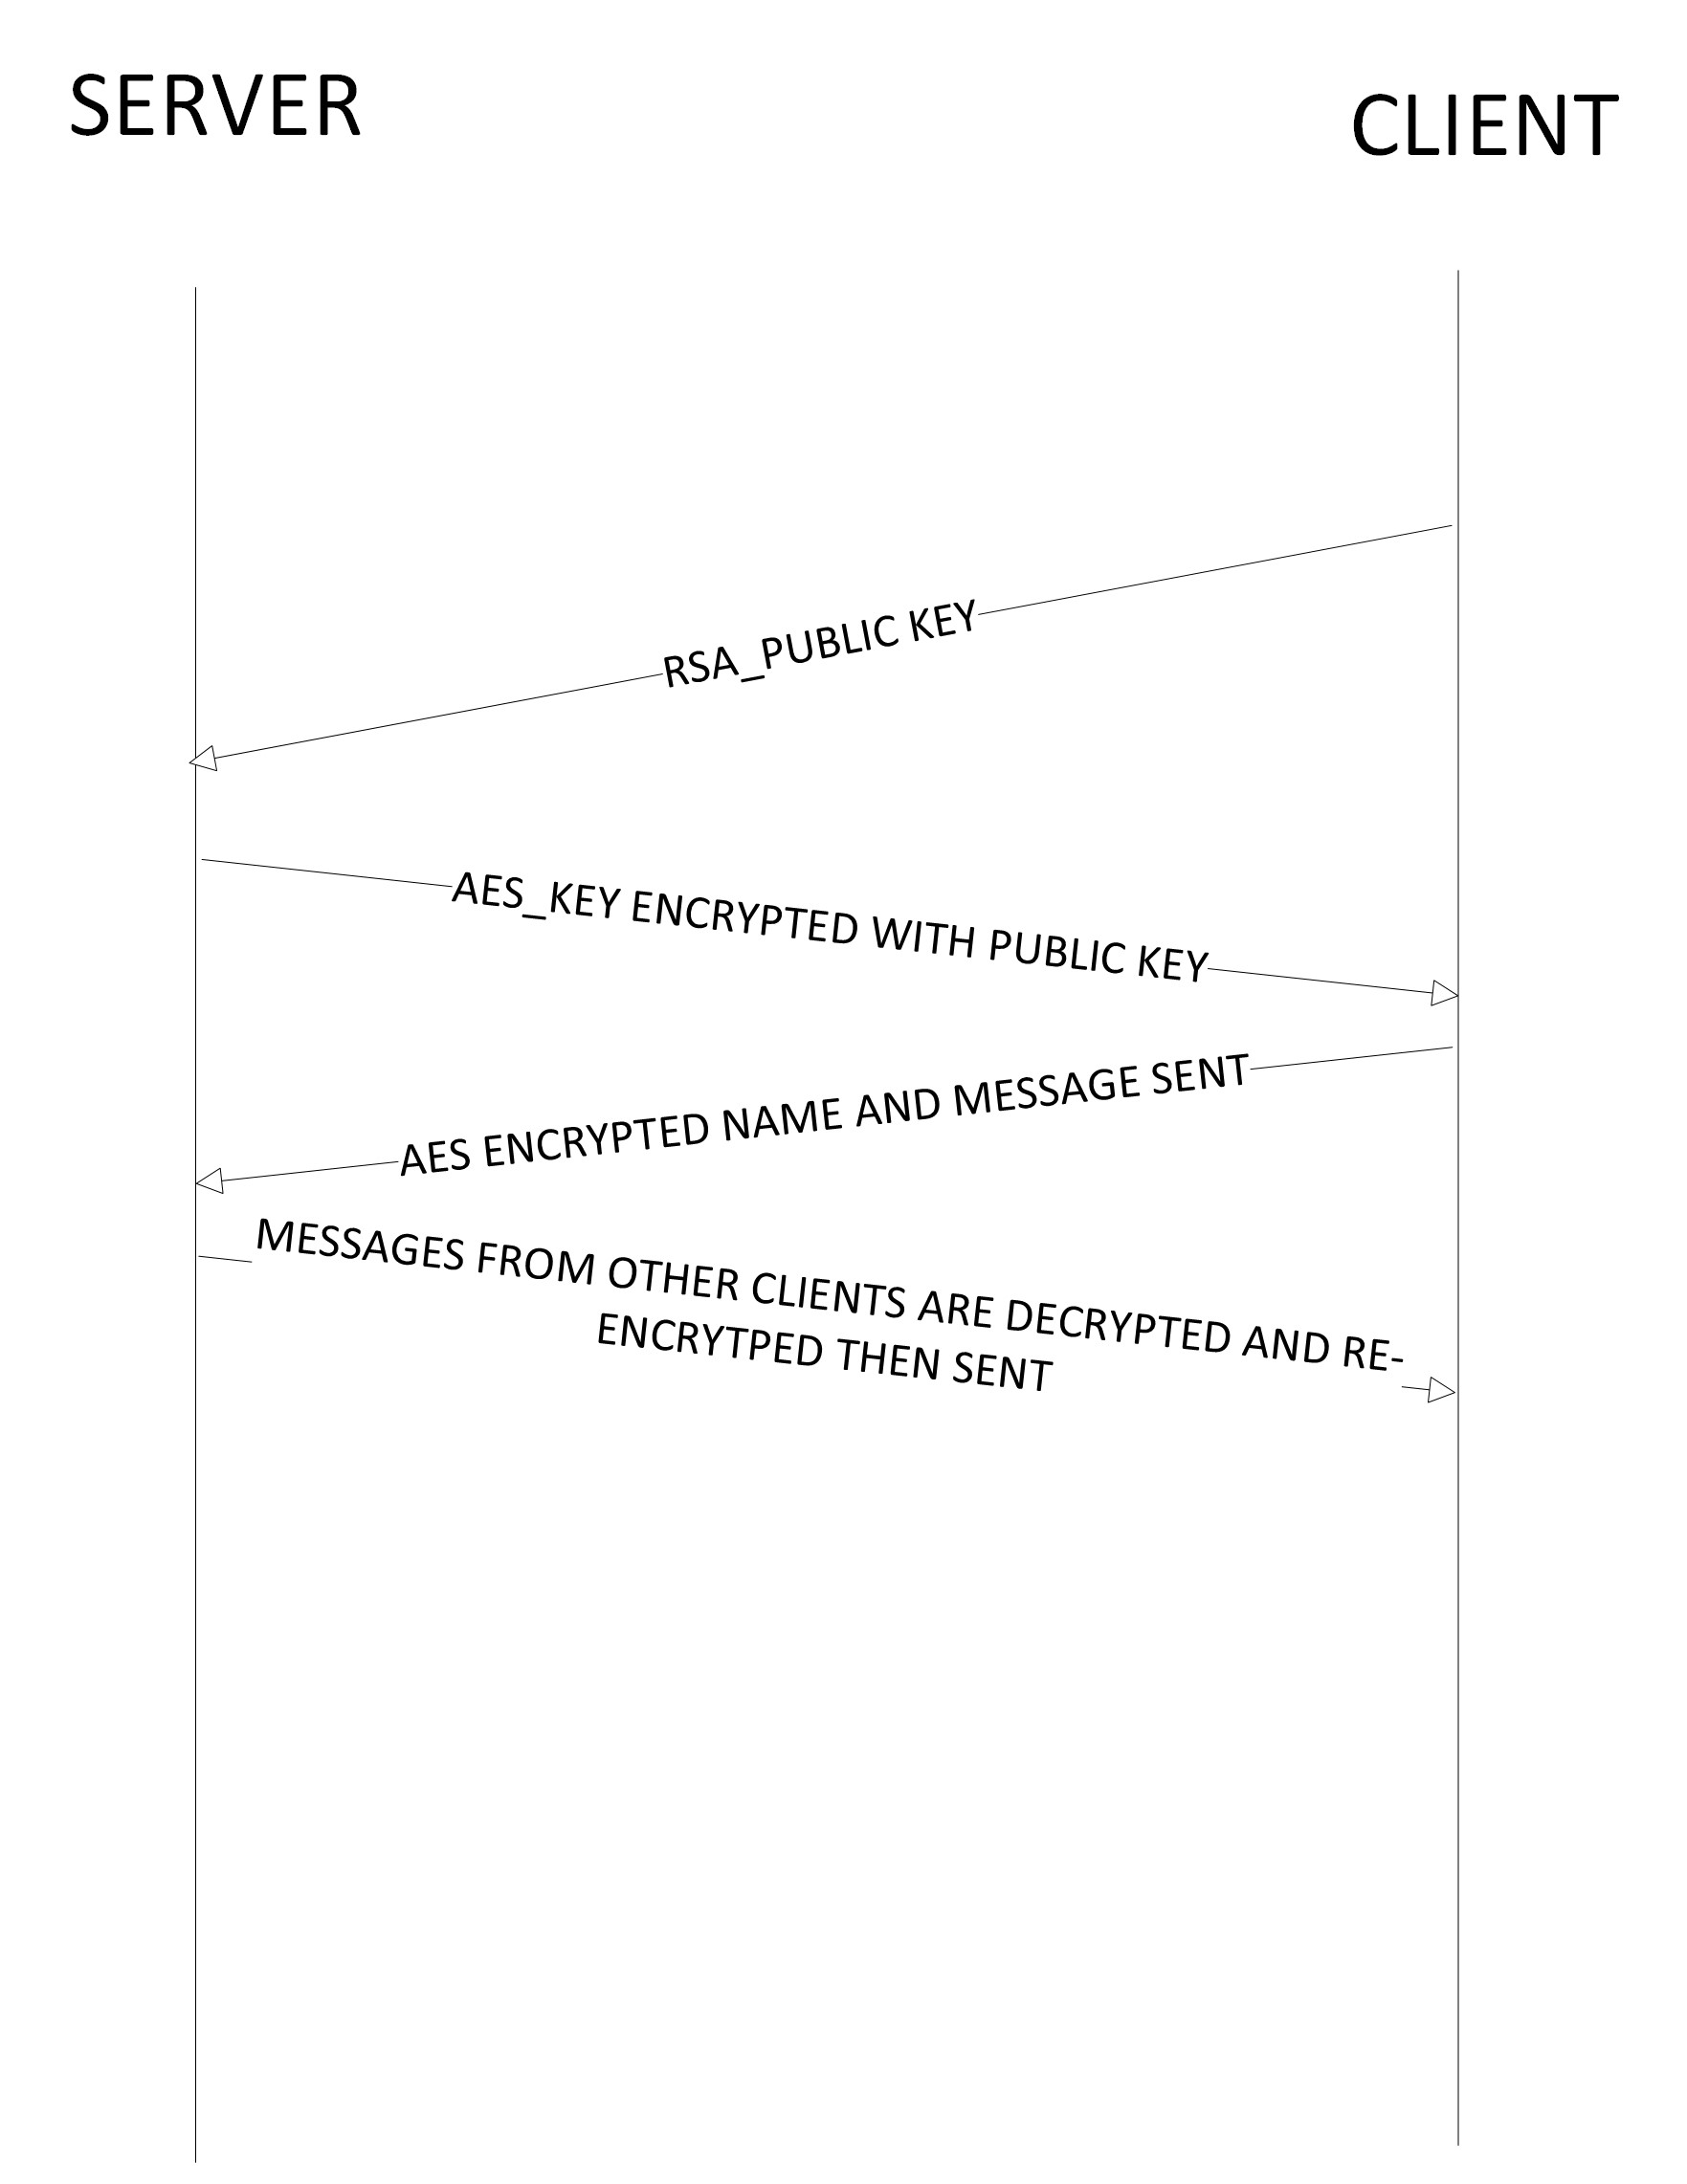 SERVER
CLIENT
RSA_PUBLIC KEY
AES_KEY ENCRYPTED WITH PUBLIC KEY
AES ENCRYPTED NAME AND MESSAGE SENT
MESSAGES FROM OTHER CLIENTS ARE DECRYPTED AND RE-
ENCRYTPED THEN SENT